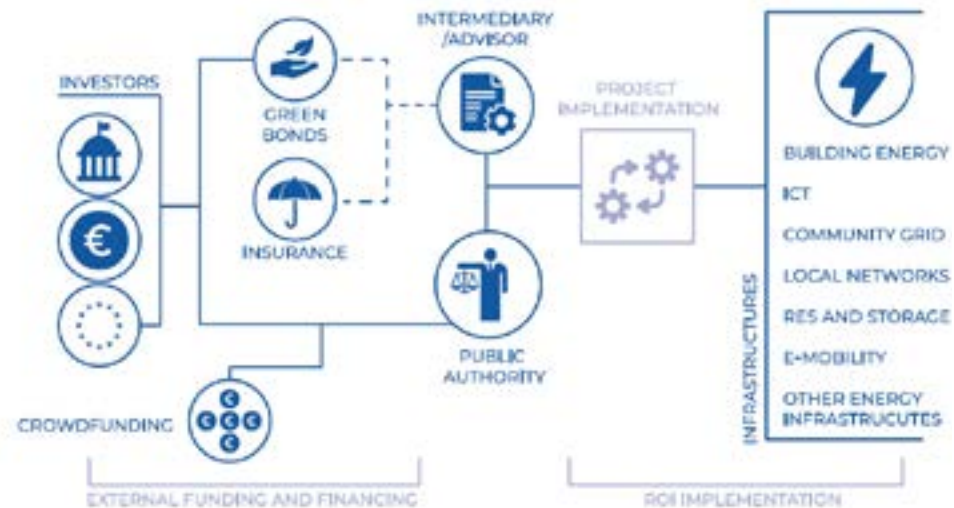 INVESTORS
GREEN
BONDS
INSURANCE
CROWDFUNDING
INTERMEDIARY
/ADVISOR
PUBLIC
AUTHORITY
PROJECT
IMPLEMENTATION
INFRASTRUCTURES
BUILDING ENERGY
ICT
COMMUNITY GRID
LOCAL NETWORKS
RES AND STORAGE
E-MOBILITY
OTHER ENERGY
INFRASTRUCUTES
EXTERNAL FUNDING AND FINANCING
ROI IMPLEMENTATION